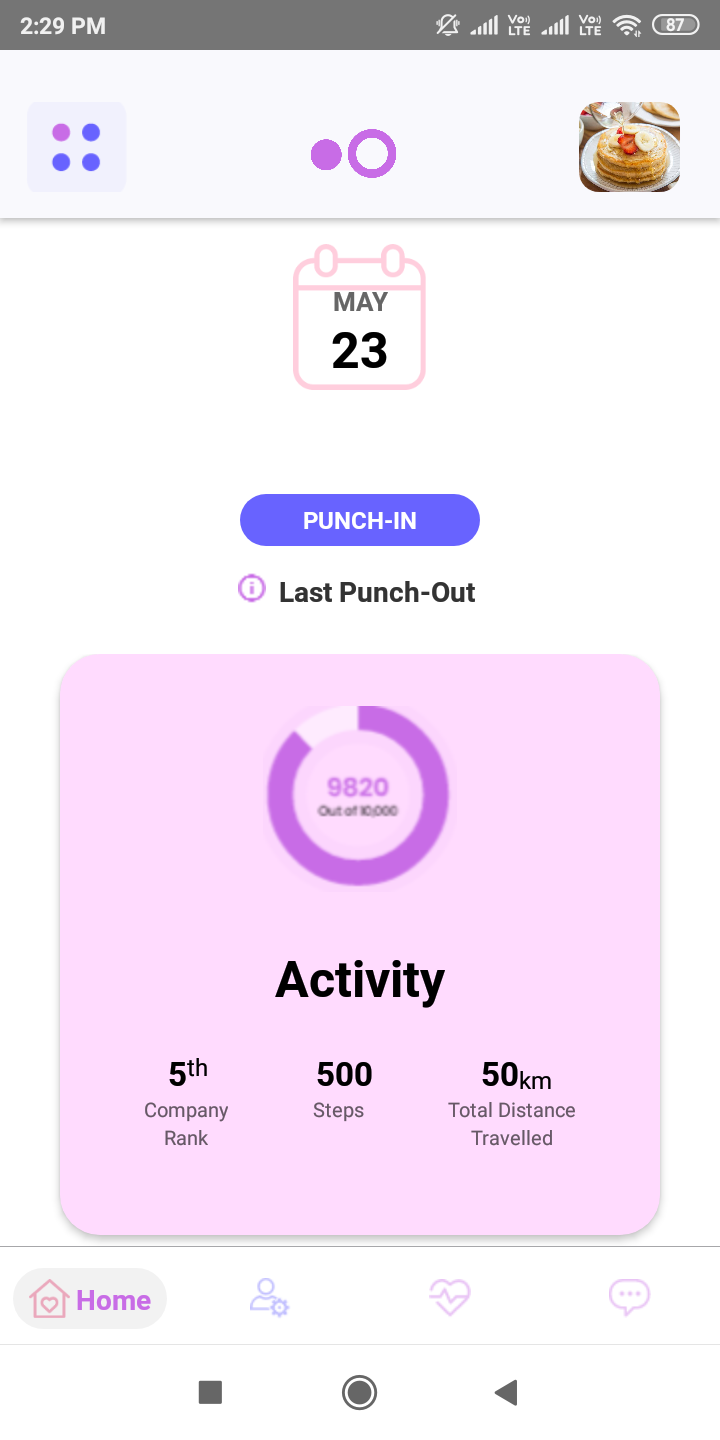 2:29 PM
Vo) LTE
Vo) LTE
87
MAY
23
PUNCH-IN
Last Punch-Out
9820
Out of 10,000
Activity
5th
Company
Rank
500
Steps
50km
Total Distance
Travelled
Home